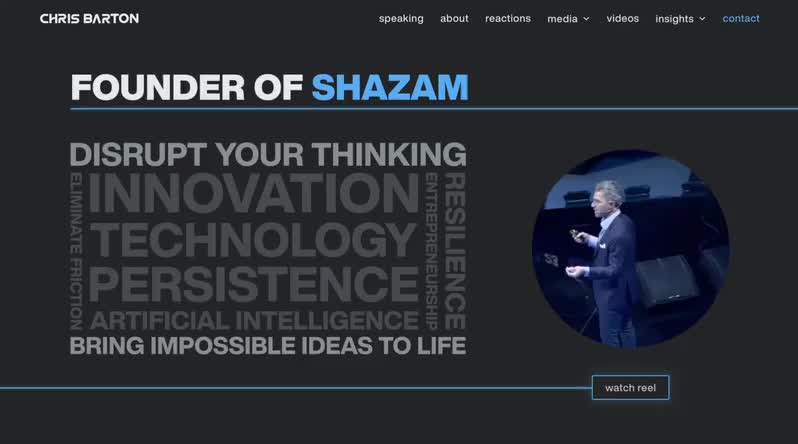 CHRIS BARTON
speaking about reactions media videos insights contact
FOUNDER OF SHAZAM
DISRUPT YOUR THINKING
ELIMINATE FRICTION
INNOVATION
TECHNOLOGY
PERSISTENCE
ARTIFICIAL INTELLIGENCE
ENTREPRENEURSHIP
RESILIENCE
BRING IMPOSSIBLE IDEAS TO LIFE
watch reel